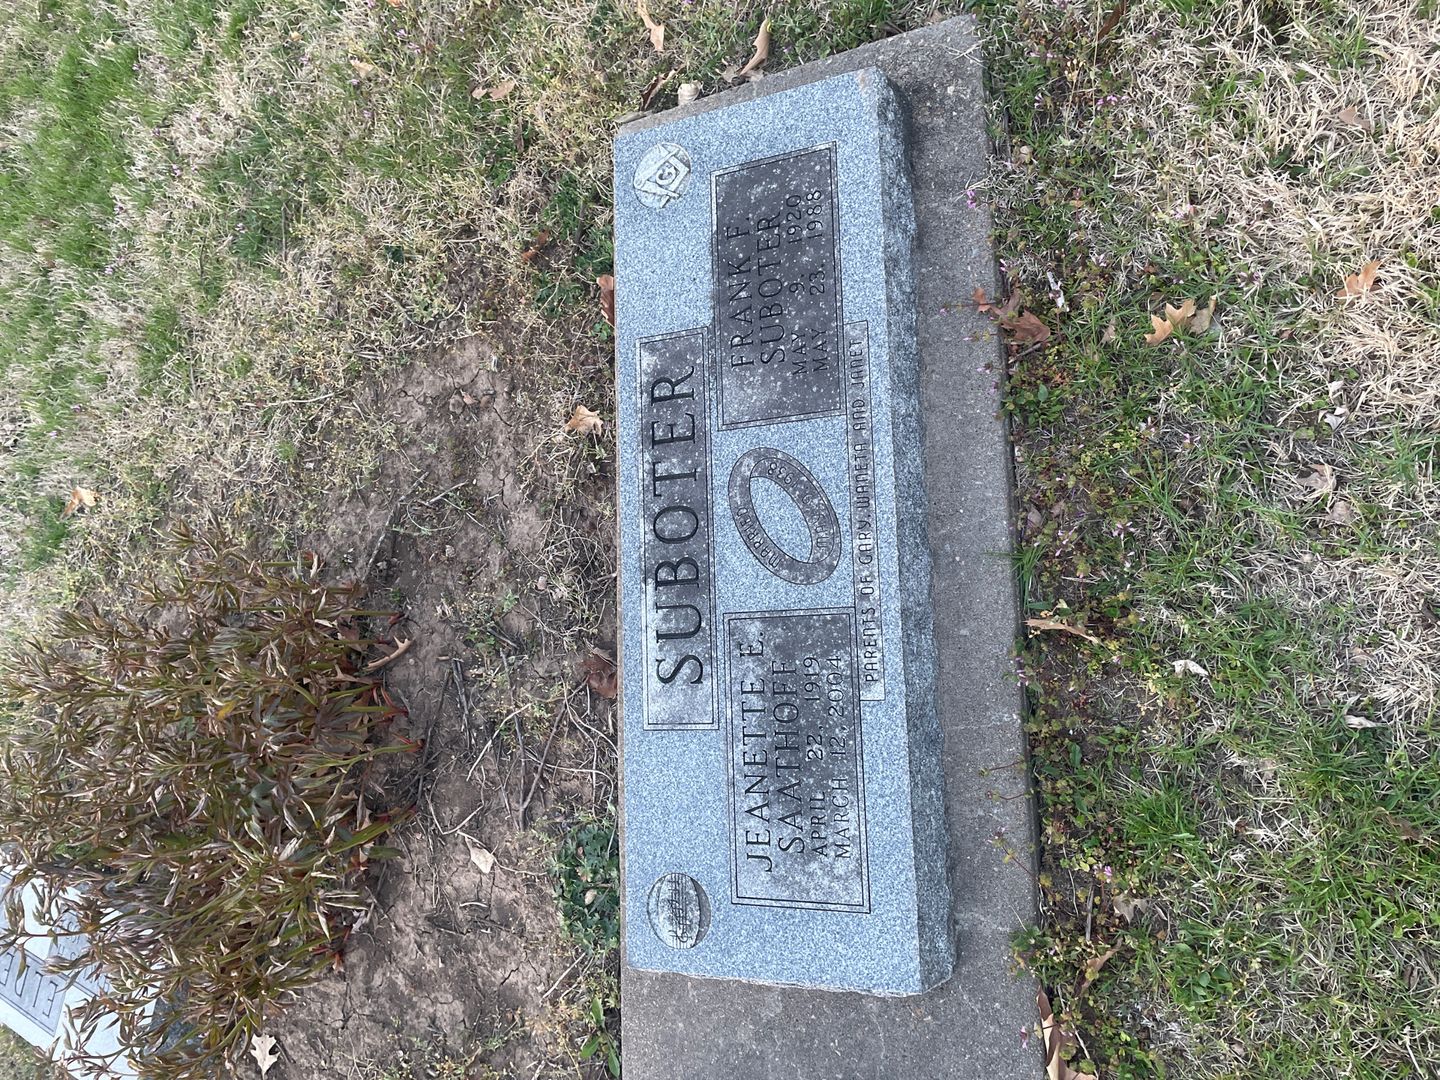 SUBOTER
JEANETTE E.
SAATHOFF
APRIL 22, 1919
MARCH 12, 2004
MARRIED
FRANK F.
SUBOTER
MAY 9, 1920
MAY 23, 1988
PARENTS OF GARY, WANETA AND JANET